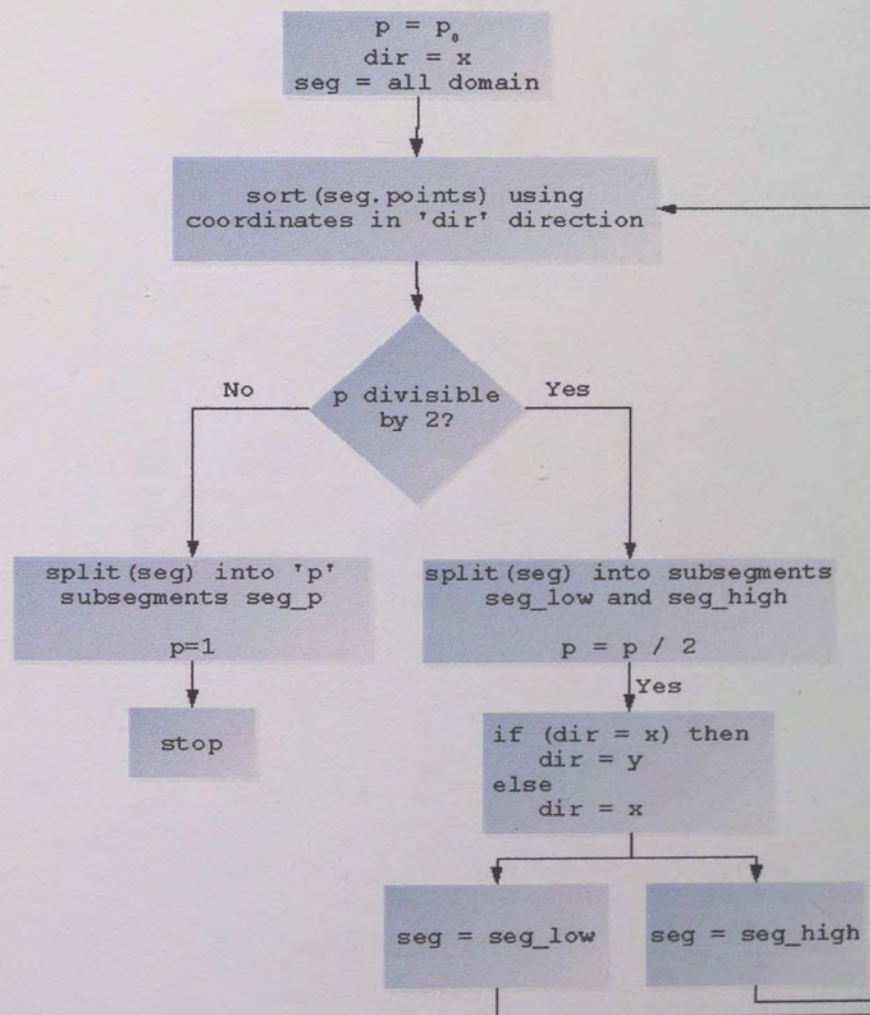 p = p₀
dir = x
seg = all domain
sort(seg.points) using
coordinates in 'dir' direction
No
p divisible
by 2?
Yes
split(seg) into 'p'
subsegments seg_p
p=1
stop
split(seg) into subsegments
seg_low and seg_high
p = p / 2
Yes
if (dir = x) then
dir = y
else
dir = x
seg = seg_low
seg = seg_high